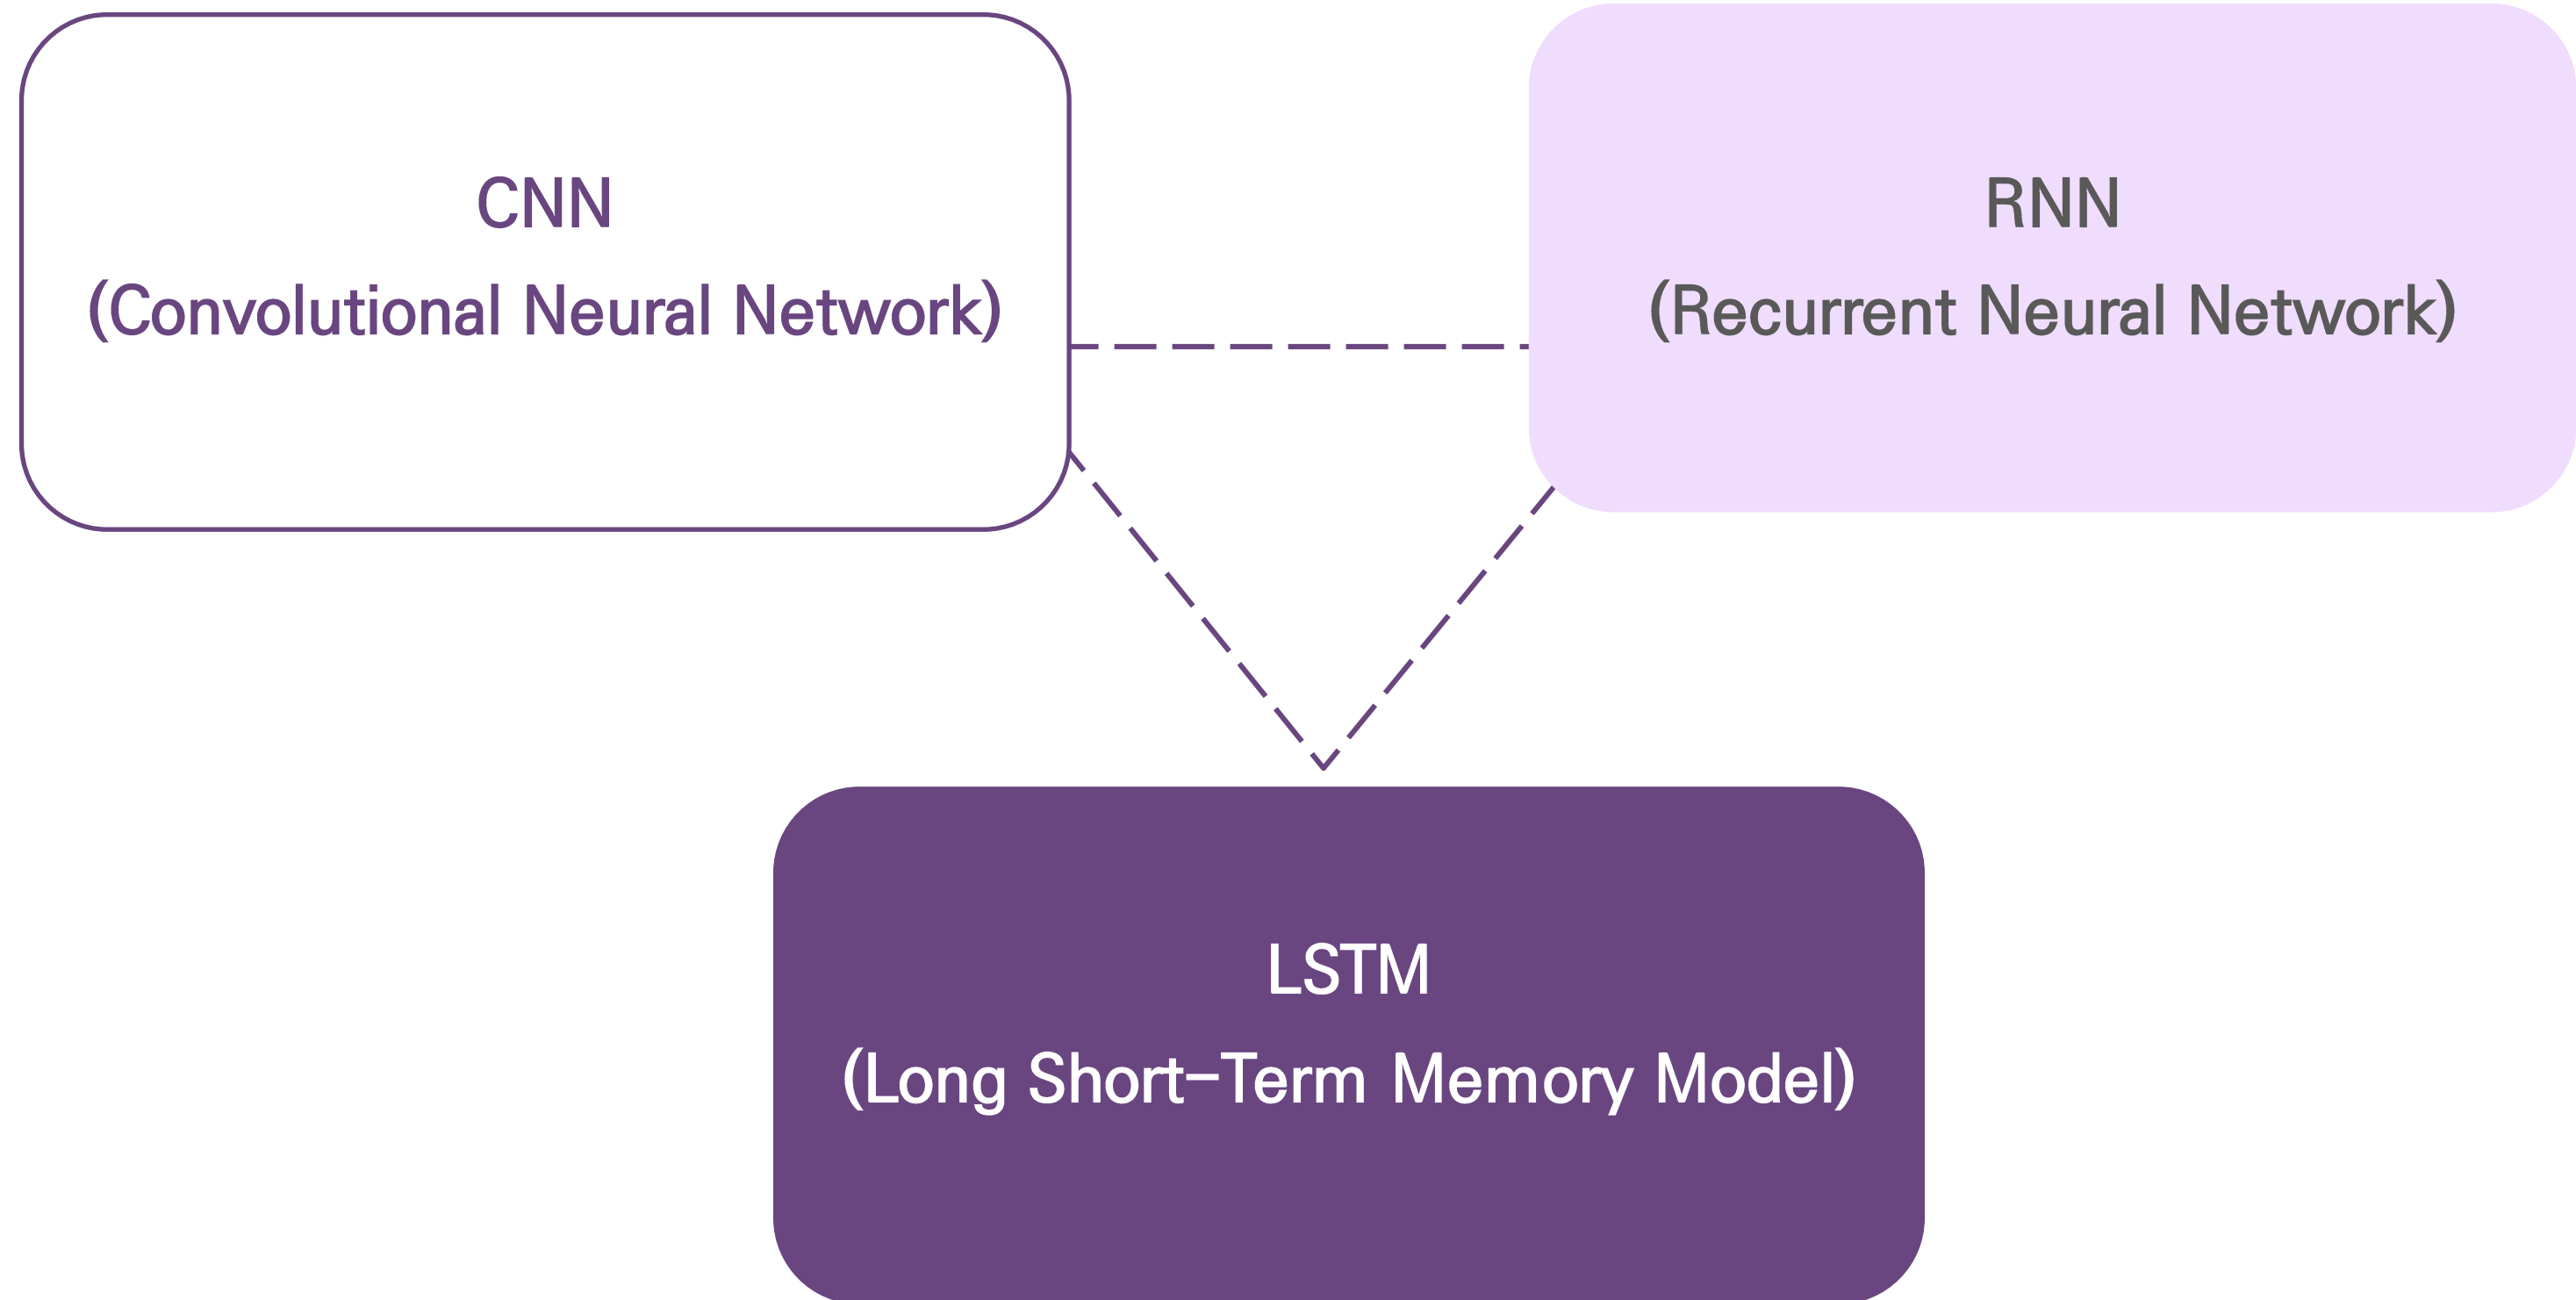 CNN
(Convolutional Neural Network)
RNN
(Recurrent Neural Network)
LSTM
(Long Short-Term Memory Model)